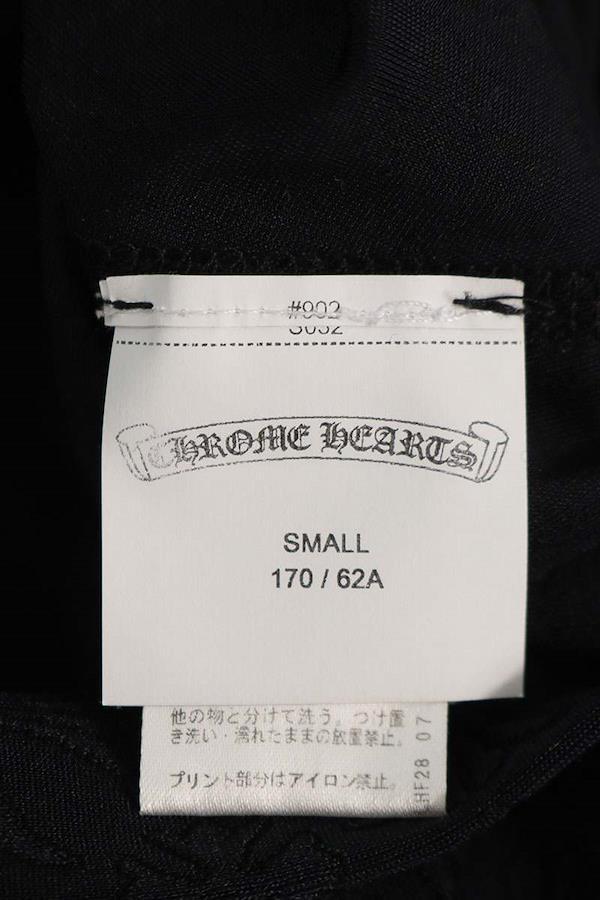 #902
CHROME HEARTS
SMALL
170 / 62A
他の物と分けて洗う。つけ置
き洗い・濡れたままの放置禁止。
プリント部分はアイロン禁止。
HF28 07